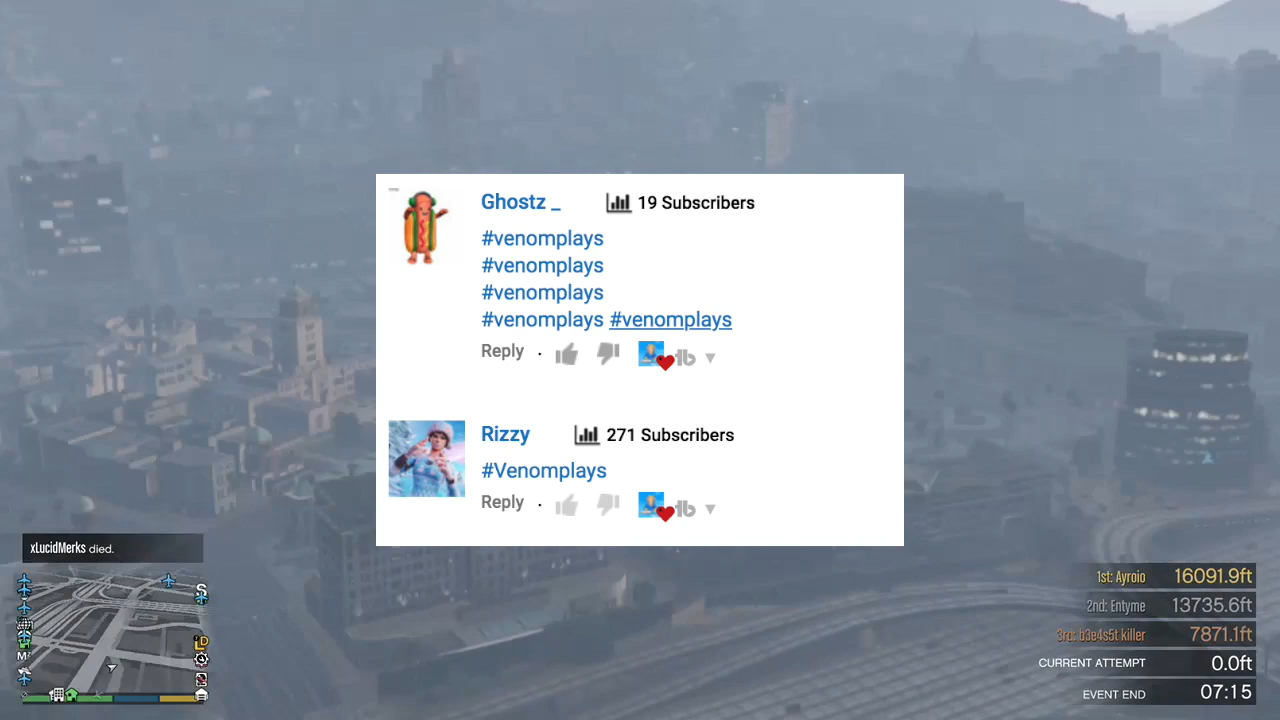 Ghostz _ 19 Subscribers
#venomplays
#venomplays
#venomplays
#venomplays #venomplays
Reply ·
Rizzy 271 Subscribers
#Venomplays
Reply ·
xLucidMerks died.
S
D
1st: Ayroio 16091.9ft
2nd: Entyme 13735.6ft
3rd: b3e4s5t killer 7871.1ft
CURRENT ATTEMPT 0.0ft
EVENT END 07:15